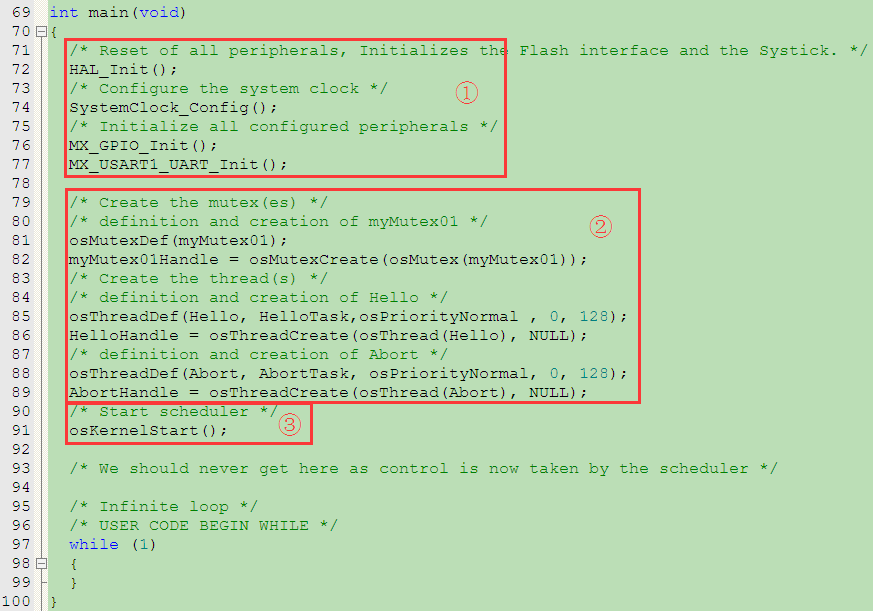 69 int main(void)
70 {
71 /* Reset of all peripherals, Initializes the Flash interface and the Systick. */
72 HAL_Init();
73 /* Configure the system clock */ ①
74 SystemClock_Config();
75 /* Initialize all configured peripherals */
76 MX_GPIO_Init();
77 MX_USART1_UART_Init();
78
79 /* Create the mutex(es) */
80 /* definition and creation of myMutex01 */ ②
81 osMutexDef(myMutex01);
82 myMutex01Handle = osMutexCreate(osMutex(myMutex01));
83 /* Create the thread(s) */
84 /* definition and creation of Hello */
85 osThreadDef(Hello, HelloTask,osPriorityNormal , 0, 128);
86 HelloHandle = osThreadCreate(osThread(Hello), NULL);
87 /* definition and creation of Abort */
88 osThreadDef(Abort, AbortTask, osPriorityNormal, 0, 128);
89 AbortHandle = osThreadCreate(osThread(Abort), NULL);
90 /* Start scheduler */ ③
91 osKernelStart();
92
93 /* We should never get here as control is now taken by the scheduler */
94
95 /* Infinite loop */
96 /* USER CODE BEGIN WHILE */
97 while (1)
98 {
99 }
100 }